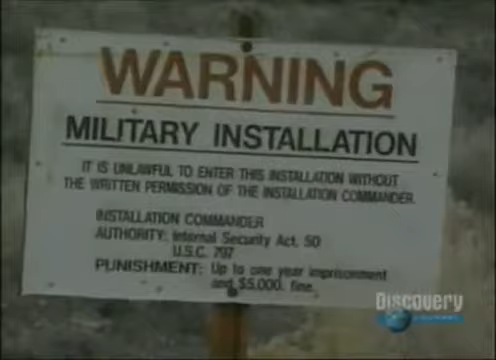 WARNING
MILITARY INSTALLATION
IT IS UNLAWFUL TO ENTER THIS INSTALLATION WITHOUT
THE WRITTEN PERMISSION OF THE INSTALLATION COMMANDER.
INSTALLATION COMMANDER
AUTHORITY: Internal Security Act, 50
U.S.C. 797
PUNISHMENT: Up to one year imprisonment
and $5,000. fine.
Discovery
CHANNEL